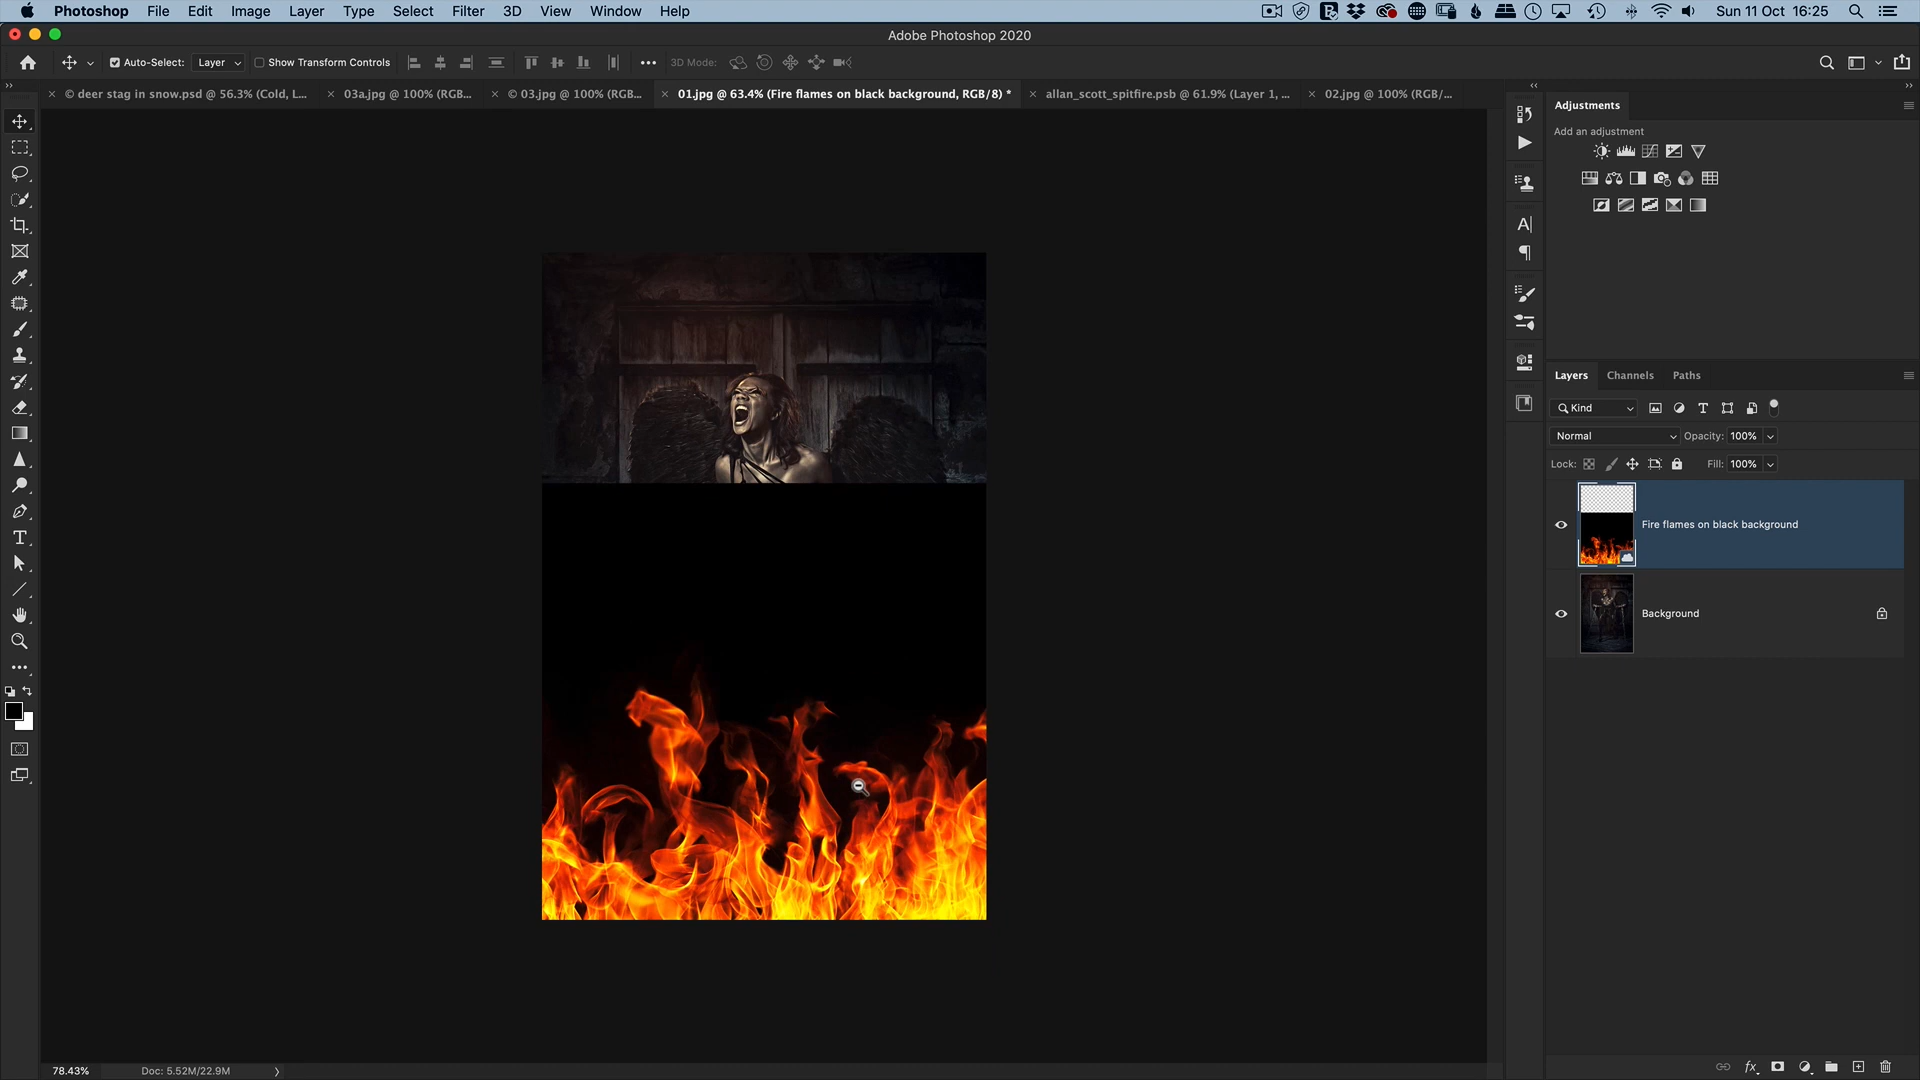 Photoshop File Edit Image Layer Type Select Filter 3D View Window Help Sun 11 Oct 16:25
Adobe Photoshop 2020
Auto-Select: Layer Show Transform Controls 3D Mode:
© deer stag in snow.psd @ 56.3% (Cold, L... 03a.jpg @ 100% (RGB... © 03.jpg @ 100% (RGB... 01.jpg @ 63.4% (Fire flames on black background, RGB/8) * allan_scott_spitfire.psb @ 61.9% (Layer 1, ... 02.jpg @ 100% (RGB/...
Adjustments
Add an adjustment
Layers Channels Paths
Kind
Normal Opacity: 100%
Lock: Fill: 100%
Fire flames on black background
Background
78.43% Doc: 5.52M/22.9M